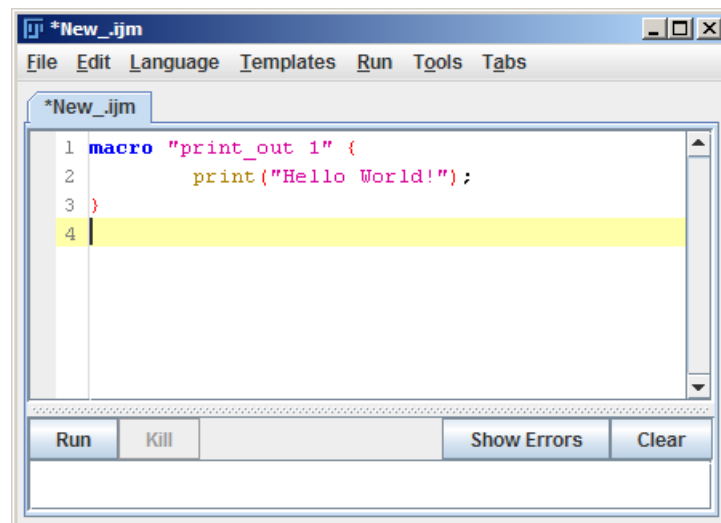 *New_.ijm
File Edit Language Templates Run Tools Tabs
*New_.ijm
1 macro "print_out 1" {
2 print("Hello World!");
3 }
4
Run Kill Show Errors Clear